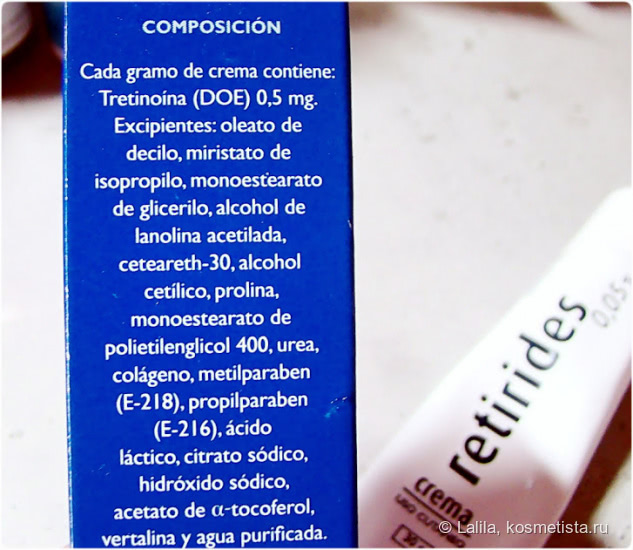 COMPOSICIÓN
Cada gramo de crema contiene:
Tretinoína (DOE) 0,5 mg.
Excipientes: oleato de
decilo, miristato de
isopropilo, monoestearato
de glicerilo, alcohol de
lanolina acetilada,
ceteareth-30, alcohol
cetílico, prolina,
monoestearato de
polietilenglicol 400, urea,
colágeno, metilparaben
(E-218), propilparaben
(E-216), ácido
láctico, citrato sódico,
hidróxido sódico,
acetato de α-tocoferol,
vertalina y agua purificada.
retirides 0,05
crema
© Lalila, kosmetista.ru